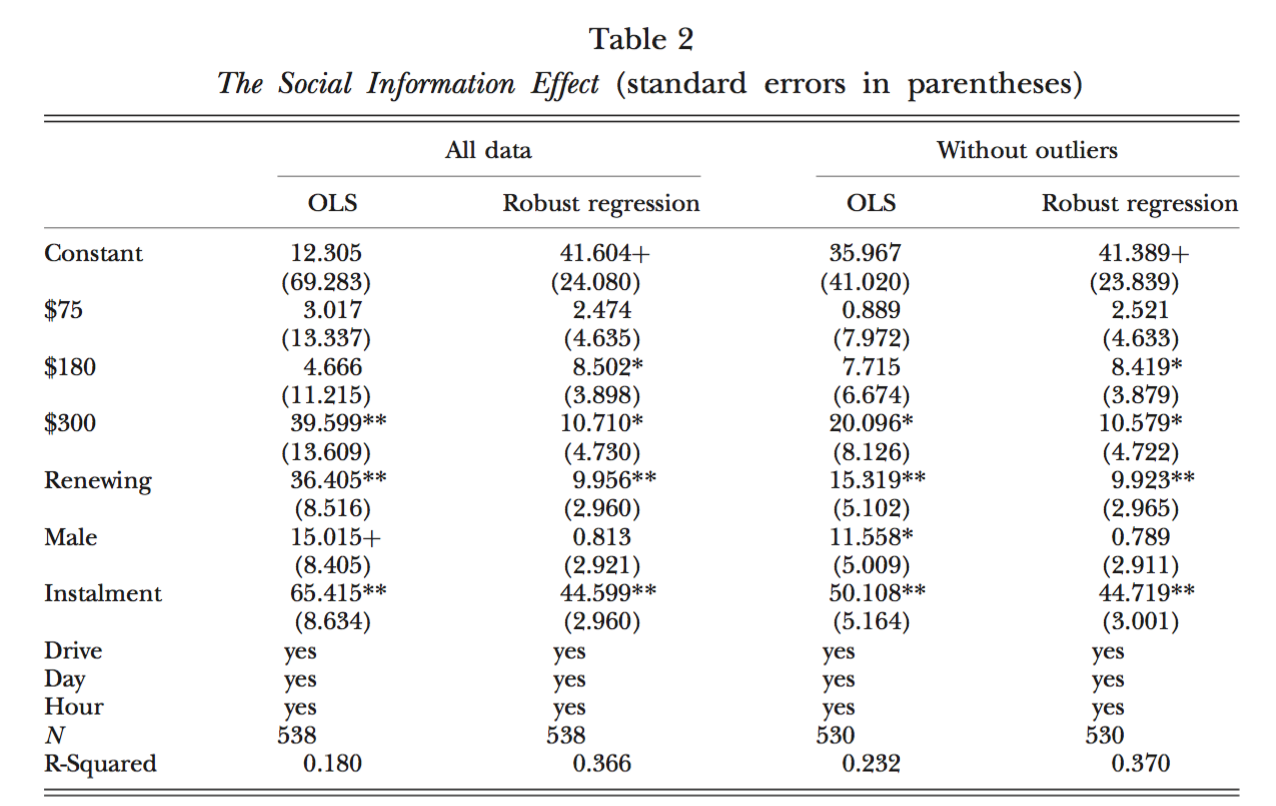 Table 2
The Social Information Effect (standard errors in parentheses)
All data Without outliers
OLS Robust regression OLS Robust regression
Constant 12.305 41.604+ 35.967 41.389+
(69.283) (24.080) (41.020) (23.839)
$75 3.017 2.474 0.889 2.521
(13.337) (4.635) (7.972) (4.633)
$180 4.666 8.502* 7.715 8.419*
(11.215) (3.898) (6.674) (3.879)
$300 39.599** 10.710* 20.096* 10.579*
(13.609) (4.730) (8.126) (4.722)
Renewing 36.405** 9.956** 15.319** 9.923**
(8.516) (2.960) (5.102) (2.965)
Male 15.015+ 0.813 11.558* 0.789
(8.405) (2.921) (5.009) (2.911)
Instalment 65.415** 44.599** 50.108** 44.719**
(8.634) (2.960) (5.164) (3.001)
Drive yes yes yes yes
Day yes yes yes yes
Hour yes yes yes yes
N 538 538 530 530
R-Squared 0.180 0.366 0.232 0.370